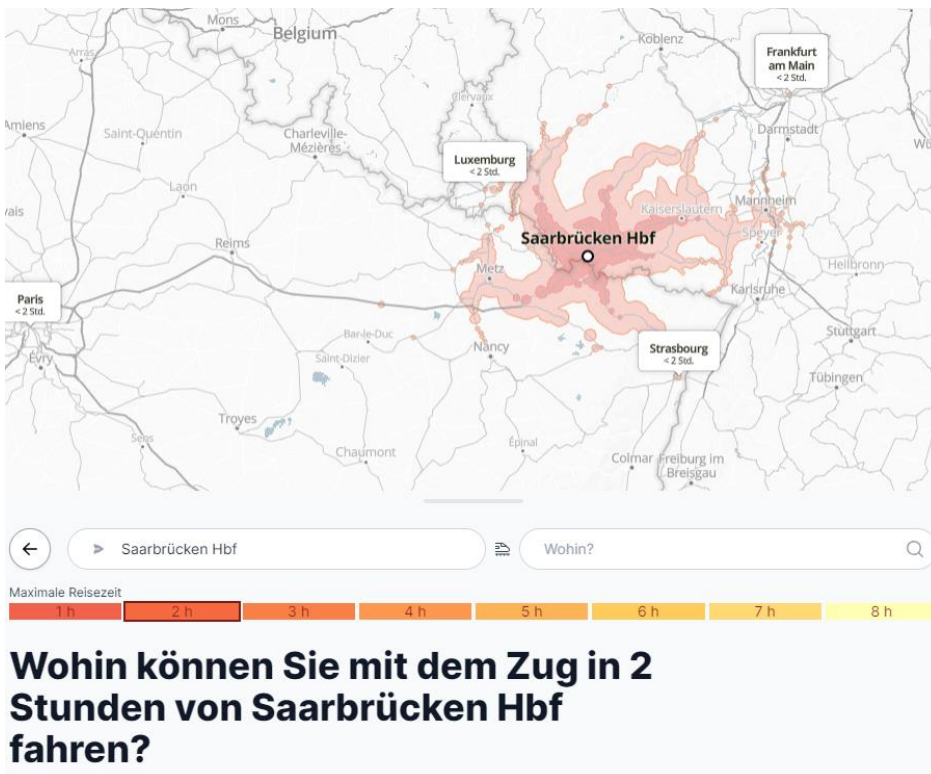 Mons
Belgium
Koblenz
Frankfurt
am Main
< 2 Std.
Arras
Clervaux
Amiens
Saint-Quentin
Charleville-
Mézières
Darmstadt
Luxemburg
< 2 Std.
Laon
Kaiserslautern
Mannheim
Reims
Saarbrücken Hbf
Speyer
Metz
Heilbronn
Karlsruhe
Paris
< 2 Std.
Bar-le-Duc
Nancy
Stuttgart
Évry
Saint-Dizier
Strasbourg
< 2 Std.
Tübingen
Troyes
Sens
Chaumont
Épinal
Colmar
Freiburg im
Breisgau
Saarbrücken Hbf
Wohin?
Maximale Reisezeit
1 h 2 h 3 h 4 h 5 h 6 h 7 h 8 h
Wohin können Sie mit dem Zug in 2
Stunden von Saarbrücken Hbf
fahren?